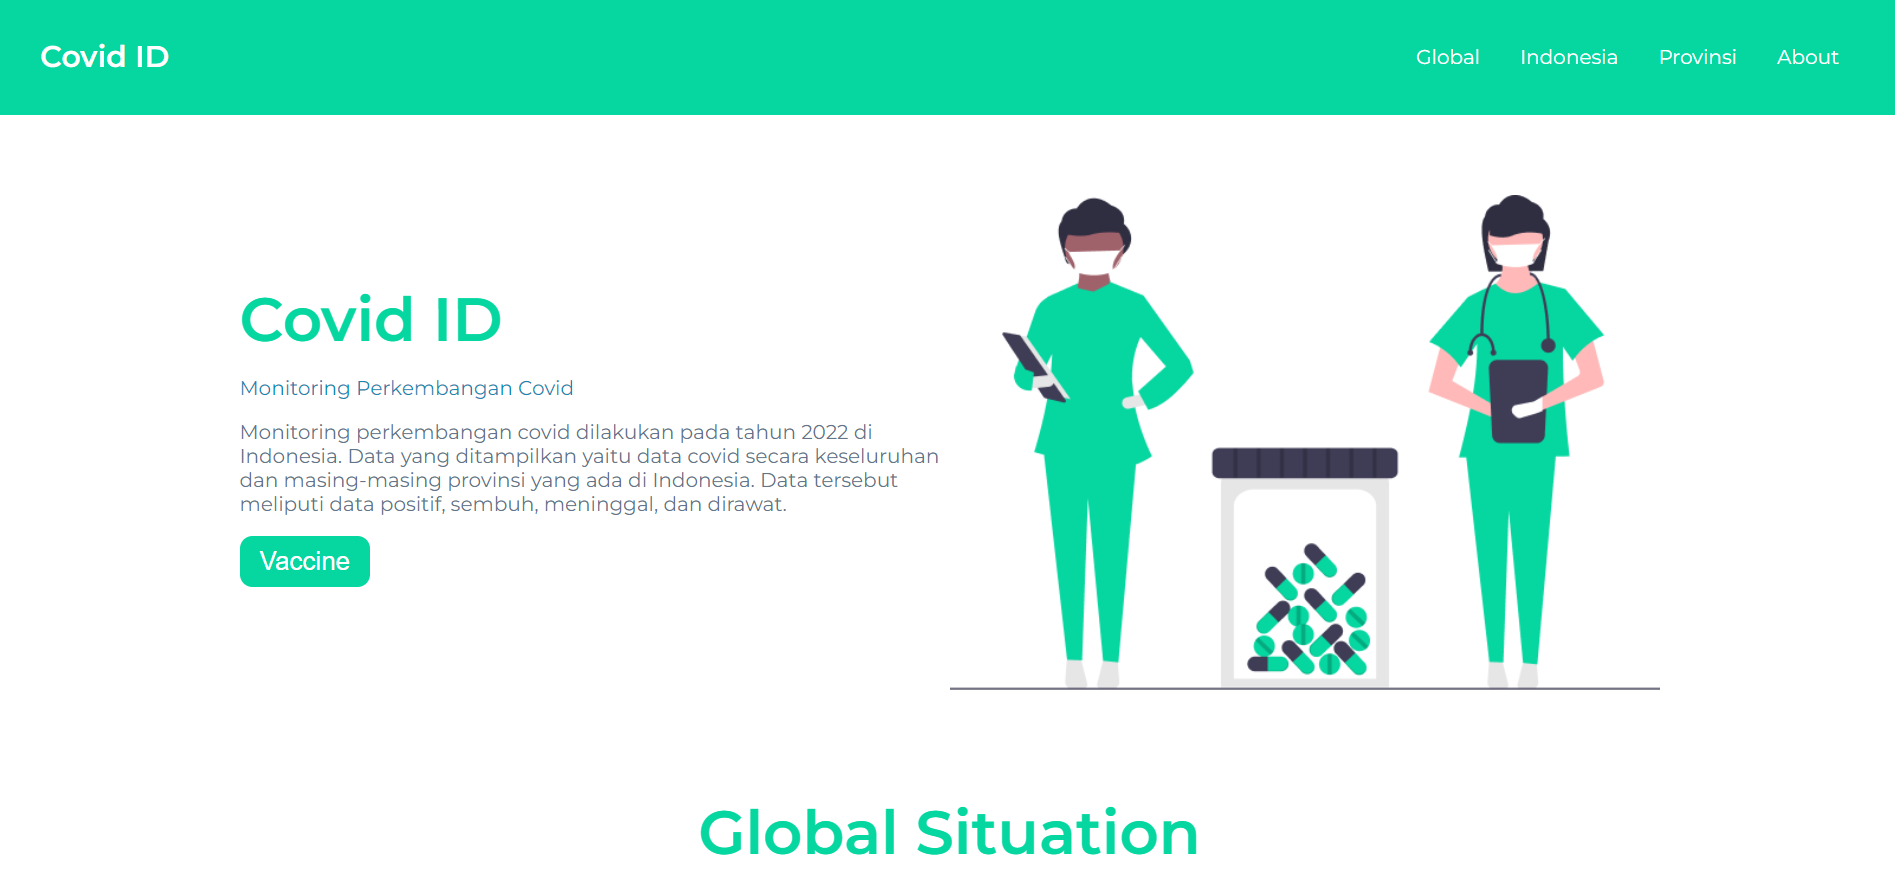 Covid ID
Global
Indonesia
Provinsi
About
Covid ID
Monitoring Perkembangan Covid
Monitoring perkembangan covid dilakukan pada tahun 2022 di
Indonesia. Data yang ditampilkan yaitu data covid secara keseluruhan
dan masing-masing provinsi yang ada di Indonesia. Data tersebut
meliputi data positif, sembuh, meninggal, dan dirawat.
Vaccine
Global Situation